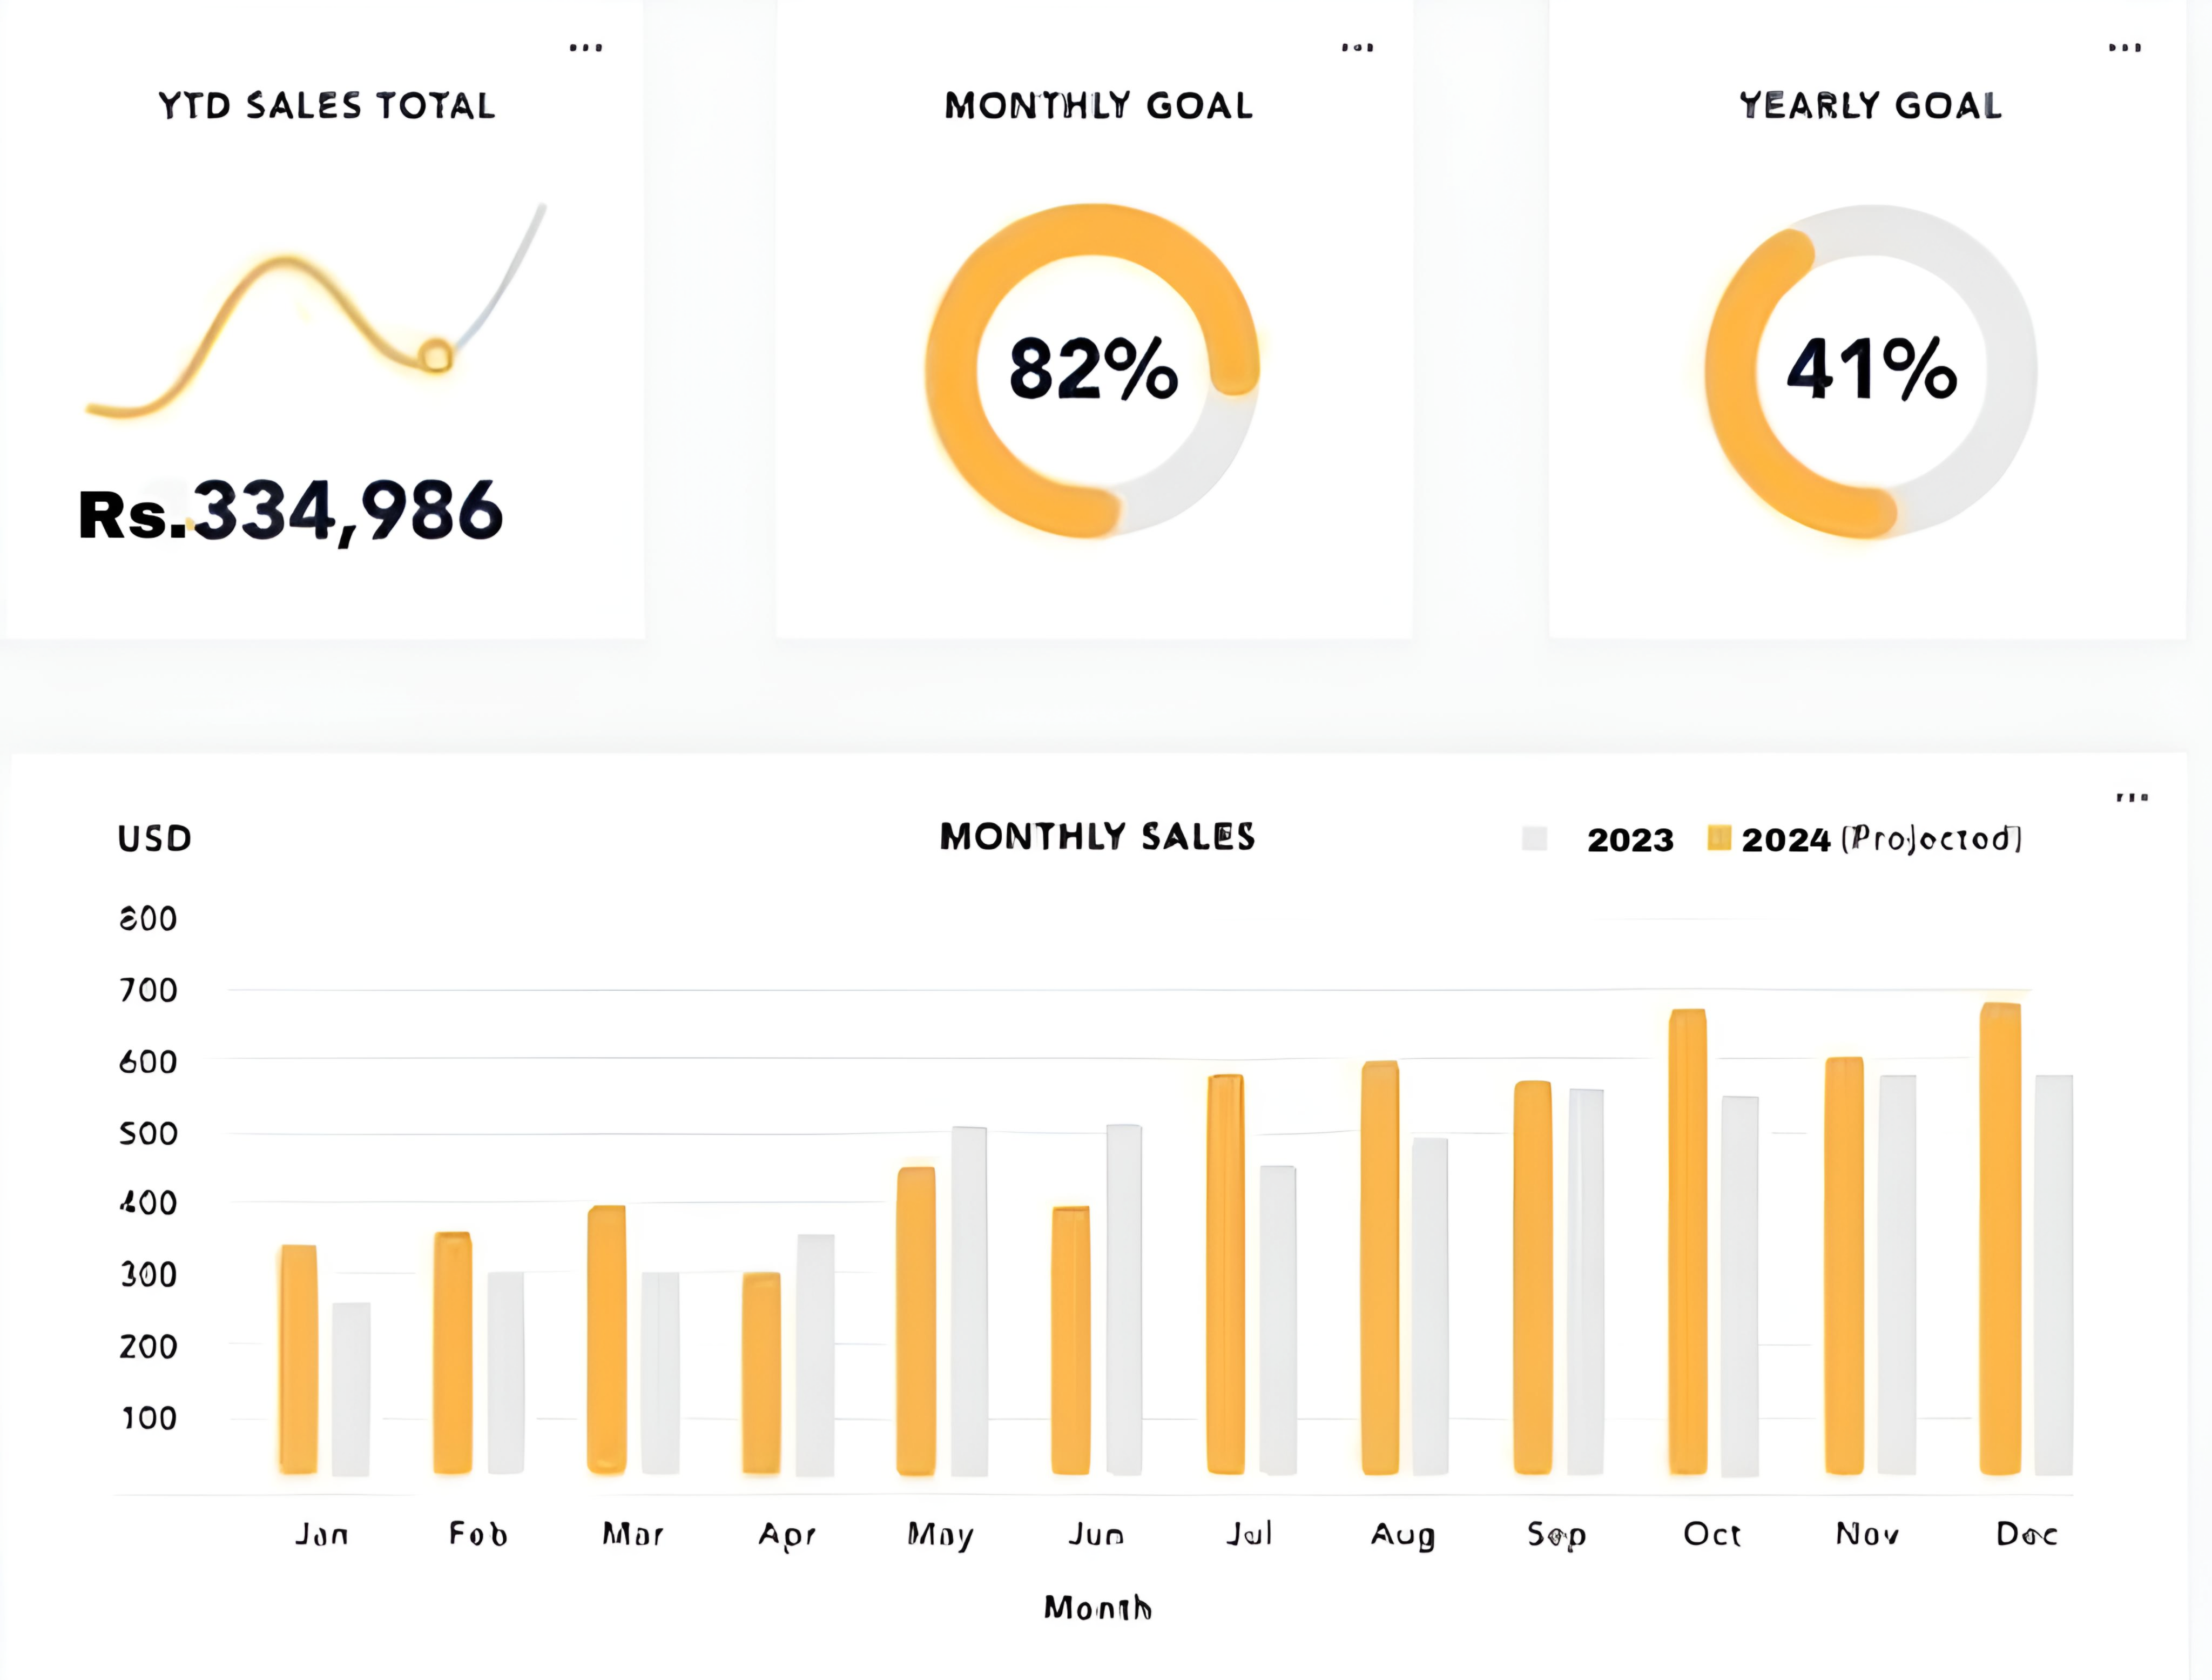 YTD SALES TOTAL
Rs.334,986
MONTHLY GOAL
82%
YEARLY GOAL
41%
USD
MONTHLY SALES
2023
2024 (Projoctod)
800
700
600
500
400
300
200
100
Jan
Fob
Mar
Apr
May
Jun
Jul
Aug
Sep
Oct
Nov
Dec
Month